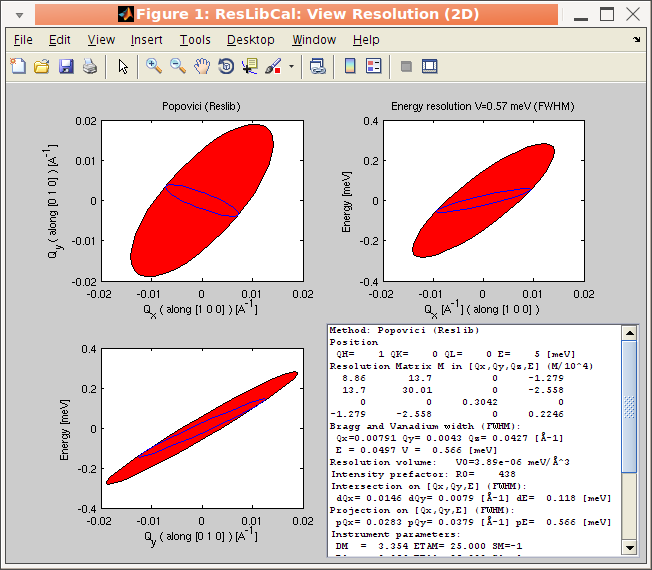 Figure 1: ResLibCal: View Resolution (2D)
File Edit View Insert Tools Desktop Window Help
Popovici (Reslib)
0.02
0.01
0
-0.01
-0.02
Qy ( along [0 1 0] ) [A-1]
-0.02 -0.01 0 0.01 0.02
Qx ( along [1 0 0] ) [A-1]
Energy resolution V=0.57 meV (FWHM)
0.4
0.2
0
-0.2
-0.4
Energy [meV]
-0.02 -0.01 0 0.01 0.02
Qx [A-1] ( along [1 0 0] )
0.4
0.2
0
-0.2
-0.4
Energy [meV]
-0.02 -0.01 0 0.01 0.02
Qy ( along [0 1 0] ) [A-1]
Method: Popovici (Reslib)
Position
QH= 1 QK= 0 QL= 0 E= 5 [meV]
Resolution Matrix M in [Qx,Qy,Qz,E] (M/10^4)
8.86 13.7 0 -1.279
13.7 30.01 0 -2.558
0 0 0.3042 0
-1.279 -2.558 0 0.2246
Bragg and Vanadium width (FWHM):
Qx=0.00791 Qy= 0.0043 Qz= 0.0427 [Å-1]
E = 0.0497 V = 0.566 [meV]
Resolution volume: V0=3.89e-06 meV/Å^3
Intensity prefactor: R0= 438
Intersection on [Qx,Qy,E] (FWHM):
dQx= 0.0146 dQy= 0.0079 [Å-1] dE= 0.118 [meV]
Projection on [Qx,Qy,E] (FWHM):
pQx= 0.0283 pQy= 0.0379 [Å-1] pE= 0.566 [meV]
Instrument parameters:
DM = 3.354 ETAM= 25.000 SM=-1